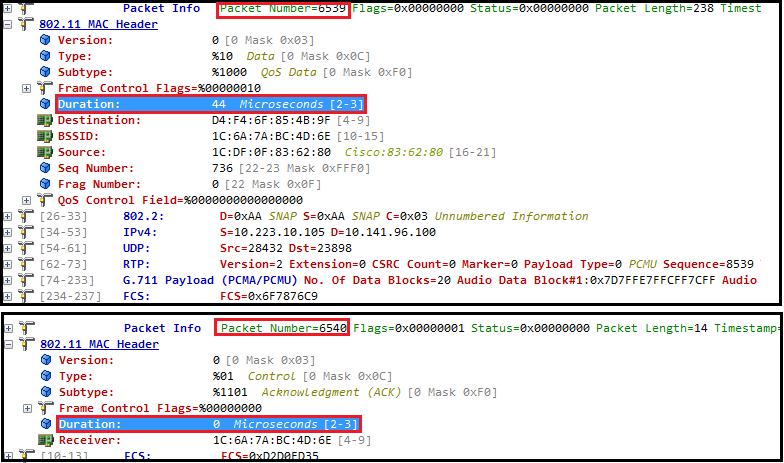 Packet Info Packet Number=6539 Flags=0x00000000 Status=0x00000000 Packet Length=238 Timest
802.11 MAC Header
Version: 0 [0 Mask 0x03]
Type: %10 Data [0 Mask 0x0C]
Subtype: %1000 QoS Data [0 Mask 0xF0]
Frame Control Flags=%00000010
Duration: 44 Microseconds [2-3]
Destination: D4:F4:6F:85:4B:9F [4-9]
BSSID: 1C:6A:7A:BC:4D:6E [10-15]
Source: 1C:DF:0F:83:62:80 Cisco:83:62:80 [16-21]
Seq Number: 736 [22-23 Mask 0xFFF0]
Frag Number: 0 [22 Mask 0x0F]
QoS Control Field=%0000000000000000
[26-33] 802.2: D=0xAA SNAP S=0xAA SNAP C=0x03 Unnumbered Information
[34-53] IPv4: S=10.223.10.105 D=10.141.96.100
[54-61] UDP: Src=28432 Dst=23898
[62-73] RTP: Version=2 Extension=0 CSRC Count=0 Marker=0 Payload Type=0 PCMU Sequence=8539
[74-233] G.711 Payload (PCMA/PCMU) No. Of Data Blocks=20 Audio Data Block#1:0x7D7FFE7FFCFF7CFF Audio
[234-237] FCS: FCS=0x6F7876C9
Packet Info Packet Number=6540 Flags=0x00000001 Status=0x00000000 Packet Length=14 Timestamp=
802.11 MAC Header
Version: 0 [0 Mask 0x03]
Type: %01 Control [0 Mask 0x0C]
Subtype: %1101 Acknowledgment (ACK) [0 Mask 0xF0]
Frame Control Flags=%00000000
Duration: 0 Microseconds [2-3]
Receiver: 1C:6A:7A:BC:4D:6E [4-9]
[10-13] FCS: FCS=0xD2D0ED35